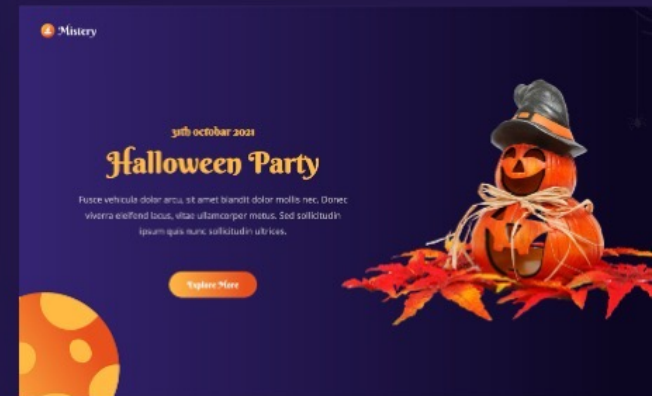 Mistery
31th octobar 2021
Halloween Party
Fusce vehicula dolor arcu, sit amet blandit dolor mollis nec. Donec
viverra eleifend lacus, vitae ullamcorper metus. Sed sollicitudin
ipsum quis nunc sollicitudin ultrices.
Explore More